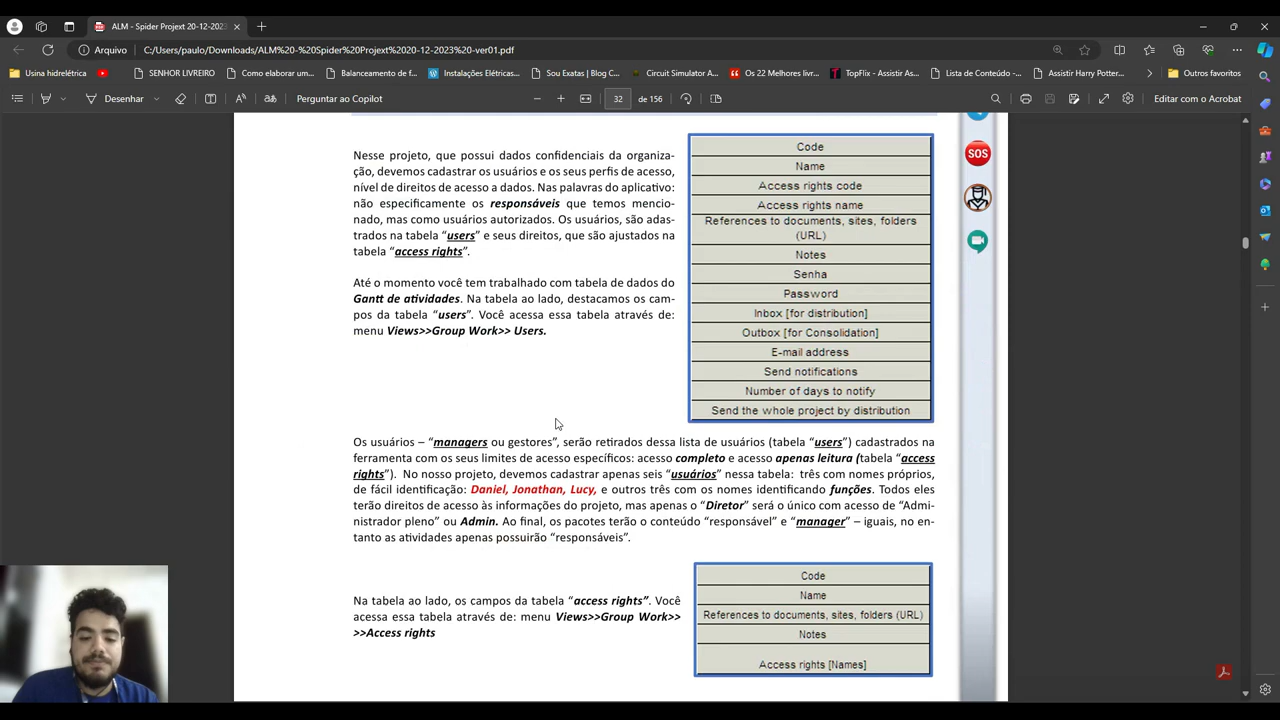 ALM - Spider Projext 20-12-2023
Arquivo
C:/Users/paulo/Downloads/ALM%20-%20Spider%20Projext%2020-12-2023%20-ver01.pdf
Usina hidrelétrica
SENHOR LIVREIRO
Como elaborar um...
Balanceamento de f...
Instalações Elétricas...
Sou Exatas | Blog C...
Circuit Simulator A...
Os 22 Melhores livr...
TopFlix - Assistir As...
Lista de Conteúdo -...
Assistir Harry Potter...
Outros favoritos
Desenhar
Perguntar ao Copilot
32
de 156
Editar com o Acrobat
Nesse projeto, que possui dados confidenciais da organiza-
ção, devemos cadastrar os usuários e os seus perfis de acesso,
nível de direitos de acesso a dados. Nas palavras do aplicativo:
não especificamente os responsáveis que temos mencio-
nado, mas como usuários autorizados. Os usuários, são adas-
trados na tabela “users” e seus direitos, que são ajustados na
tabela “access rights”.
Até o momento você tem trabalhado com tabela de dados do
Gantt de atividades. Na tabela ao lado, destacamos os cam-
pos da tabela “users”. Você acessa essa tabela através de:
menu Views>>Group Work>> Users.
Code
Name
Access rights code
Access rights name
References to documents, sites, folders
(URL)
Notes
Senha
Password
Inbox [for distribution]
Outbox [for Consolidation]
E-mail address
Send notifications
Number of days to notify
Send the whole project by distribution
SOS
Os usuários – “managers ou gestores”, serão retirados dessa lista de usuários (tabela “users”) cadastrados na
ferramenta com os seus limites de acesso específicos: acesso completo e acesso apenas leitura (tabela “access
rights”). No nosso projeto, devemos cadastrar apenas seis “usuários” nessa tabela: três com nomes próprios,
de fácil identificação: Daniel, Jonathan, Lucy, e outros três com os nomes identificando funções. Todos eles
terão direitos de acesso às informações do projeto, mas apenas o “Diretor” será o único com acesso de “Admi-
nistrador pleno” ou Admin. Ao final, os pacotes terão o conteúdo “responsável” e “manager” – iguais, no en-
tanto as atividades apenas possuirão “responsáveis”.
Na tabela ao lado, os campos da tabela “access rights”. Você
acessa essa tabela através de: menu Views>>Group Work>>
>>Access rights
Code
Name
References to documents, sites, folders (URL)
Notes
Access rights [Names]